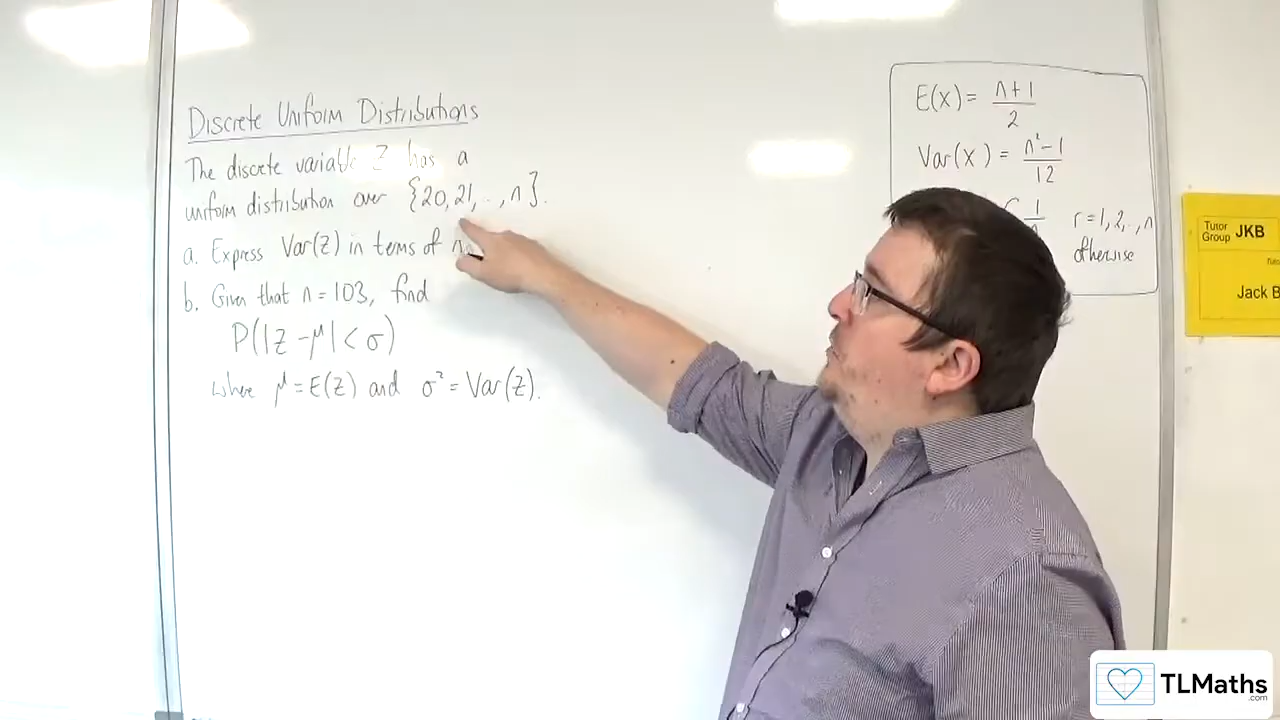 Discrete Uniform Distributions
The discrete variable Z has a
uniform distribution over {20,21,..,n}.
a. Express Var(Z) in terms of n.
b. Given that n = 103, find
P(|Z - μ| < σ)
where μ = E(Z) and σ² = Var(Z).
E(X) = n+1
2
Var(X) = n²-1
12
1
r = 1, 2, .., n
otherwise
Tutor
Group JKB
Jack B
TLMaths
.com